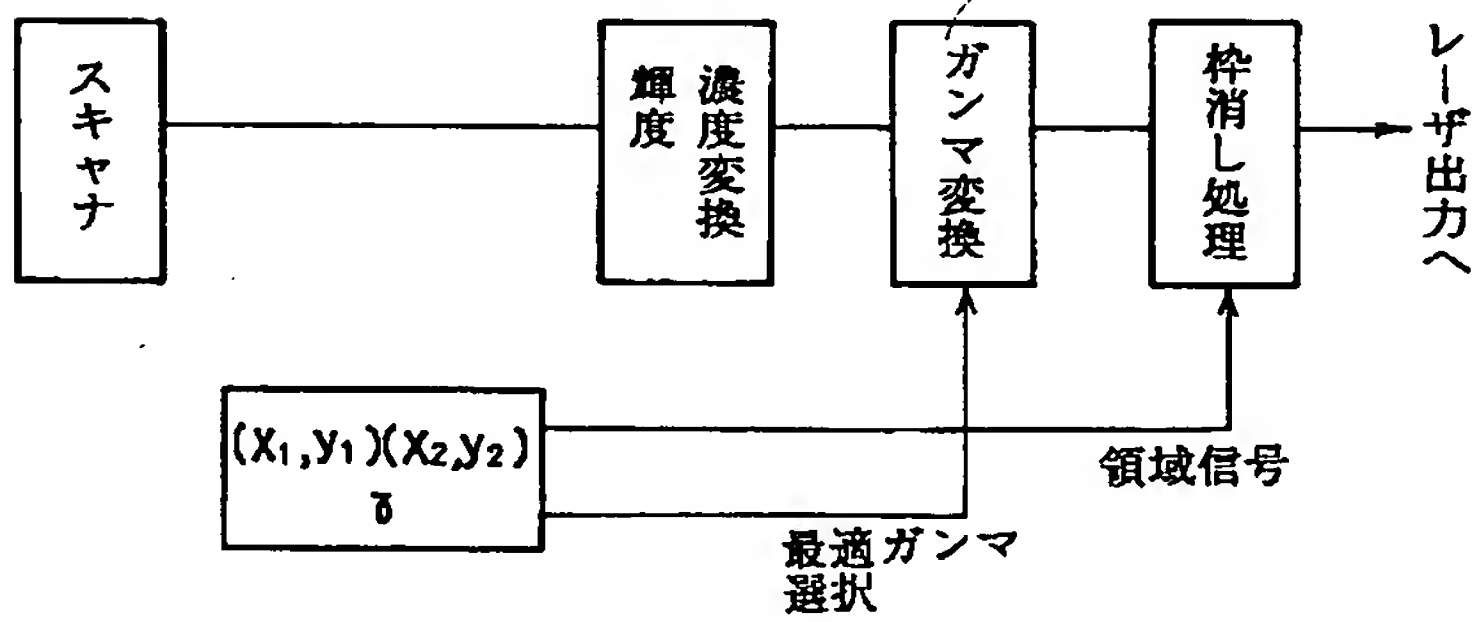 スキャナ
輝度
濃度変換
ガンマ変換
枠消し処理
レーザ出力へ
(X₁,y₁)(X₂,y₂)
領域信号
最適ガンマ
選択